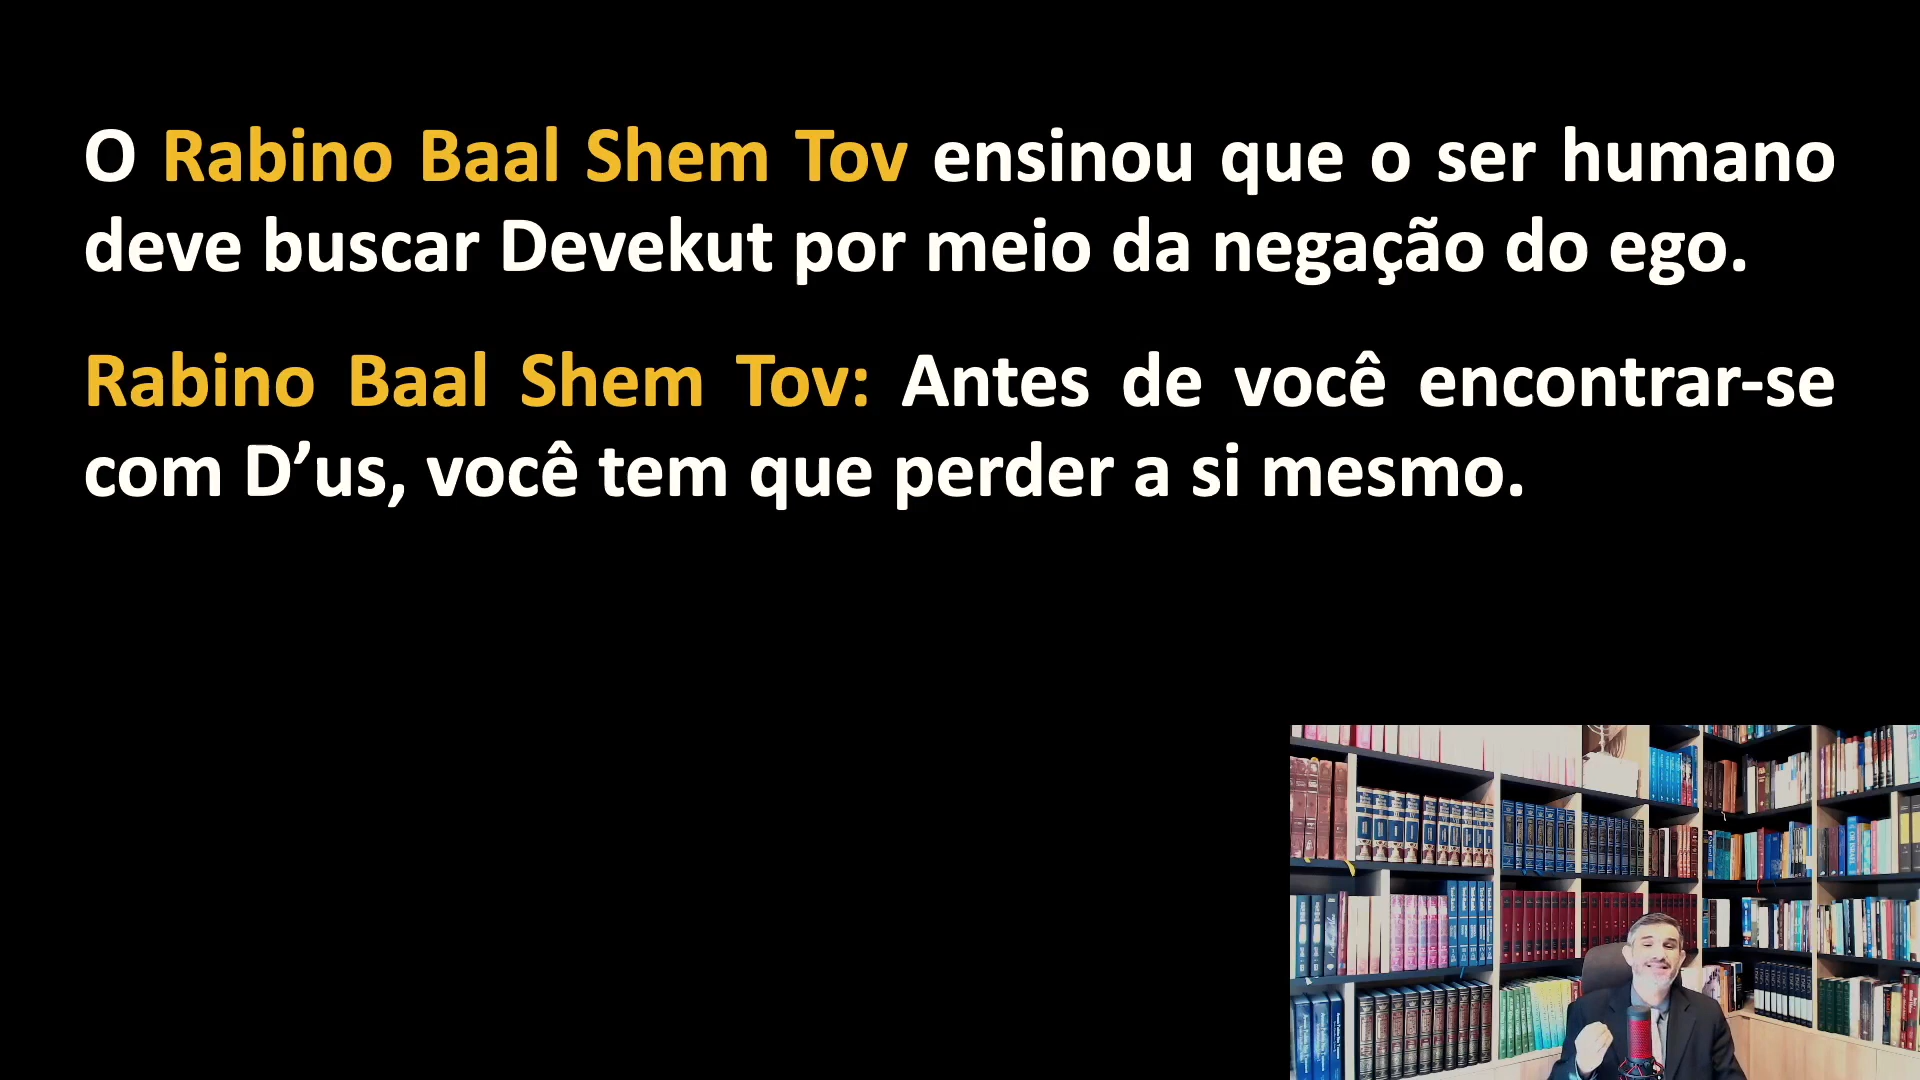 O Rabino Baal Shem Tov ensinou que o ser humano
deve buscar Devekut por meio da negação do ego.
Rabino Baal Shem Tov: Antes de você encontrar-se
com D’us, você tem que perder a si mesmo.